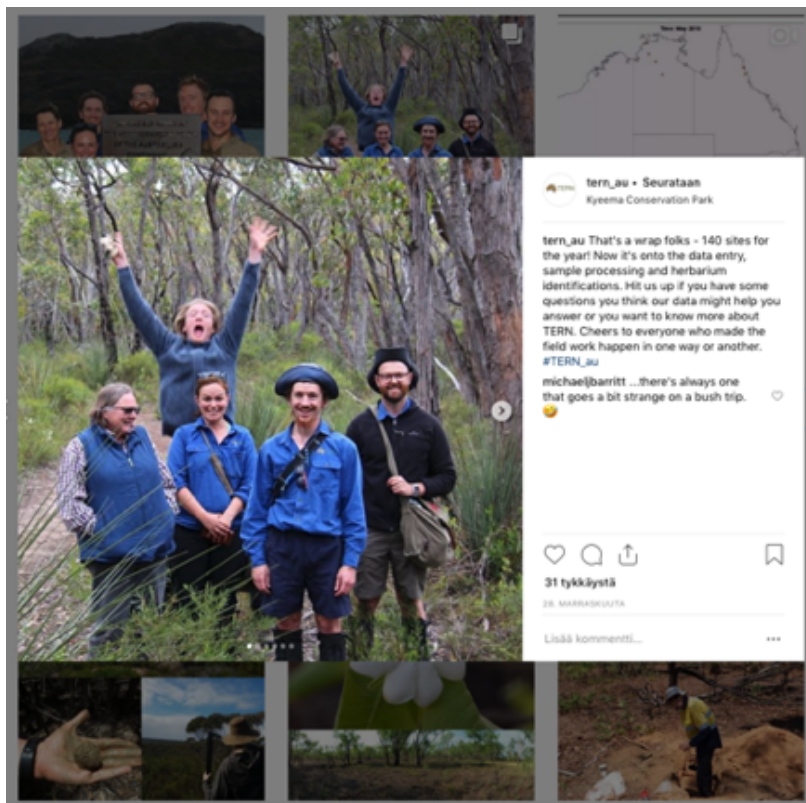 TERN
tern_au • Seurataan
Kyeema Conservation Park
tern_au That's a wrap folks - 140 sites for
the year! Now it's onto the data entry,
sample processing and herbarium
identifications. Hit us up if you have some
questions you think our data might help you
answer or you want to know more about
TERN. Cheers to everyone who made the
field work happen in one way or another.
#TERN_au
michaeljbarritt ...there's always one
that goes a bit strange on a bush trip.
🤣
31 tykkäystä
28. MARRASKUUTA
Lisää kommentti...